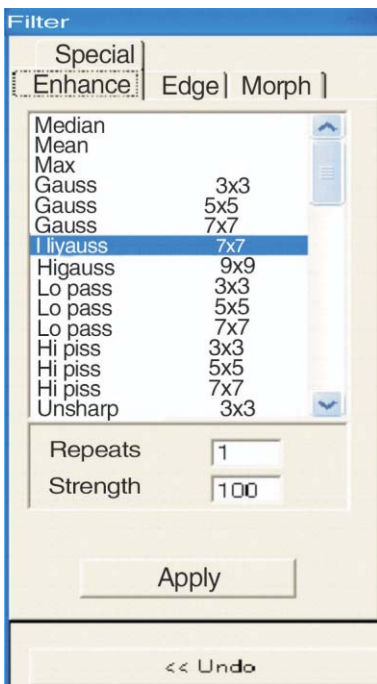 Filter
Special
Enhance Edge Morph
Median
Mean
Max
Gauss 3x3
Gauss 5x5
Gauss 7x7
I liyauss 7x7
Higauss 9x9
Lo pass 3x3
Lo pass 5x5
Lo pass 7x7
Hi piss 3x3
Hi piss 5x5
Hi piss 7x7
Unsharp 3x3
Repeats 1
Strength 100
Apply
<< Undo